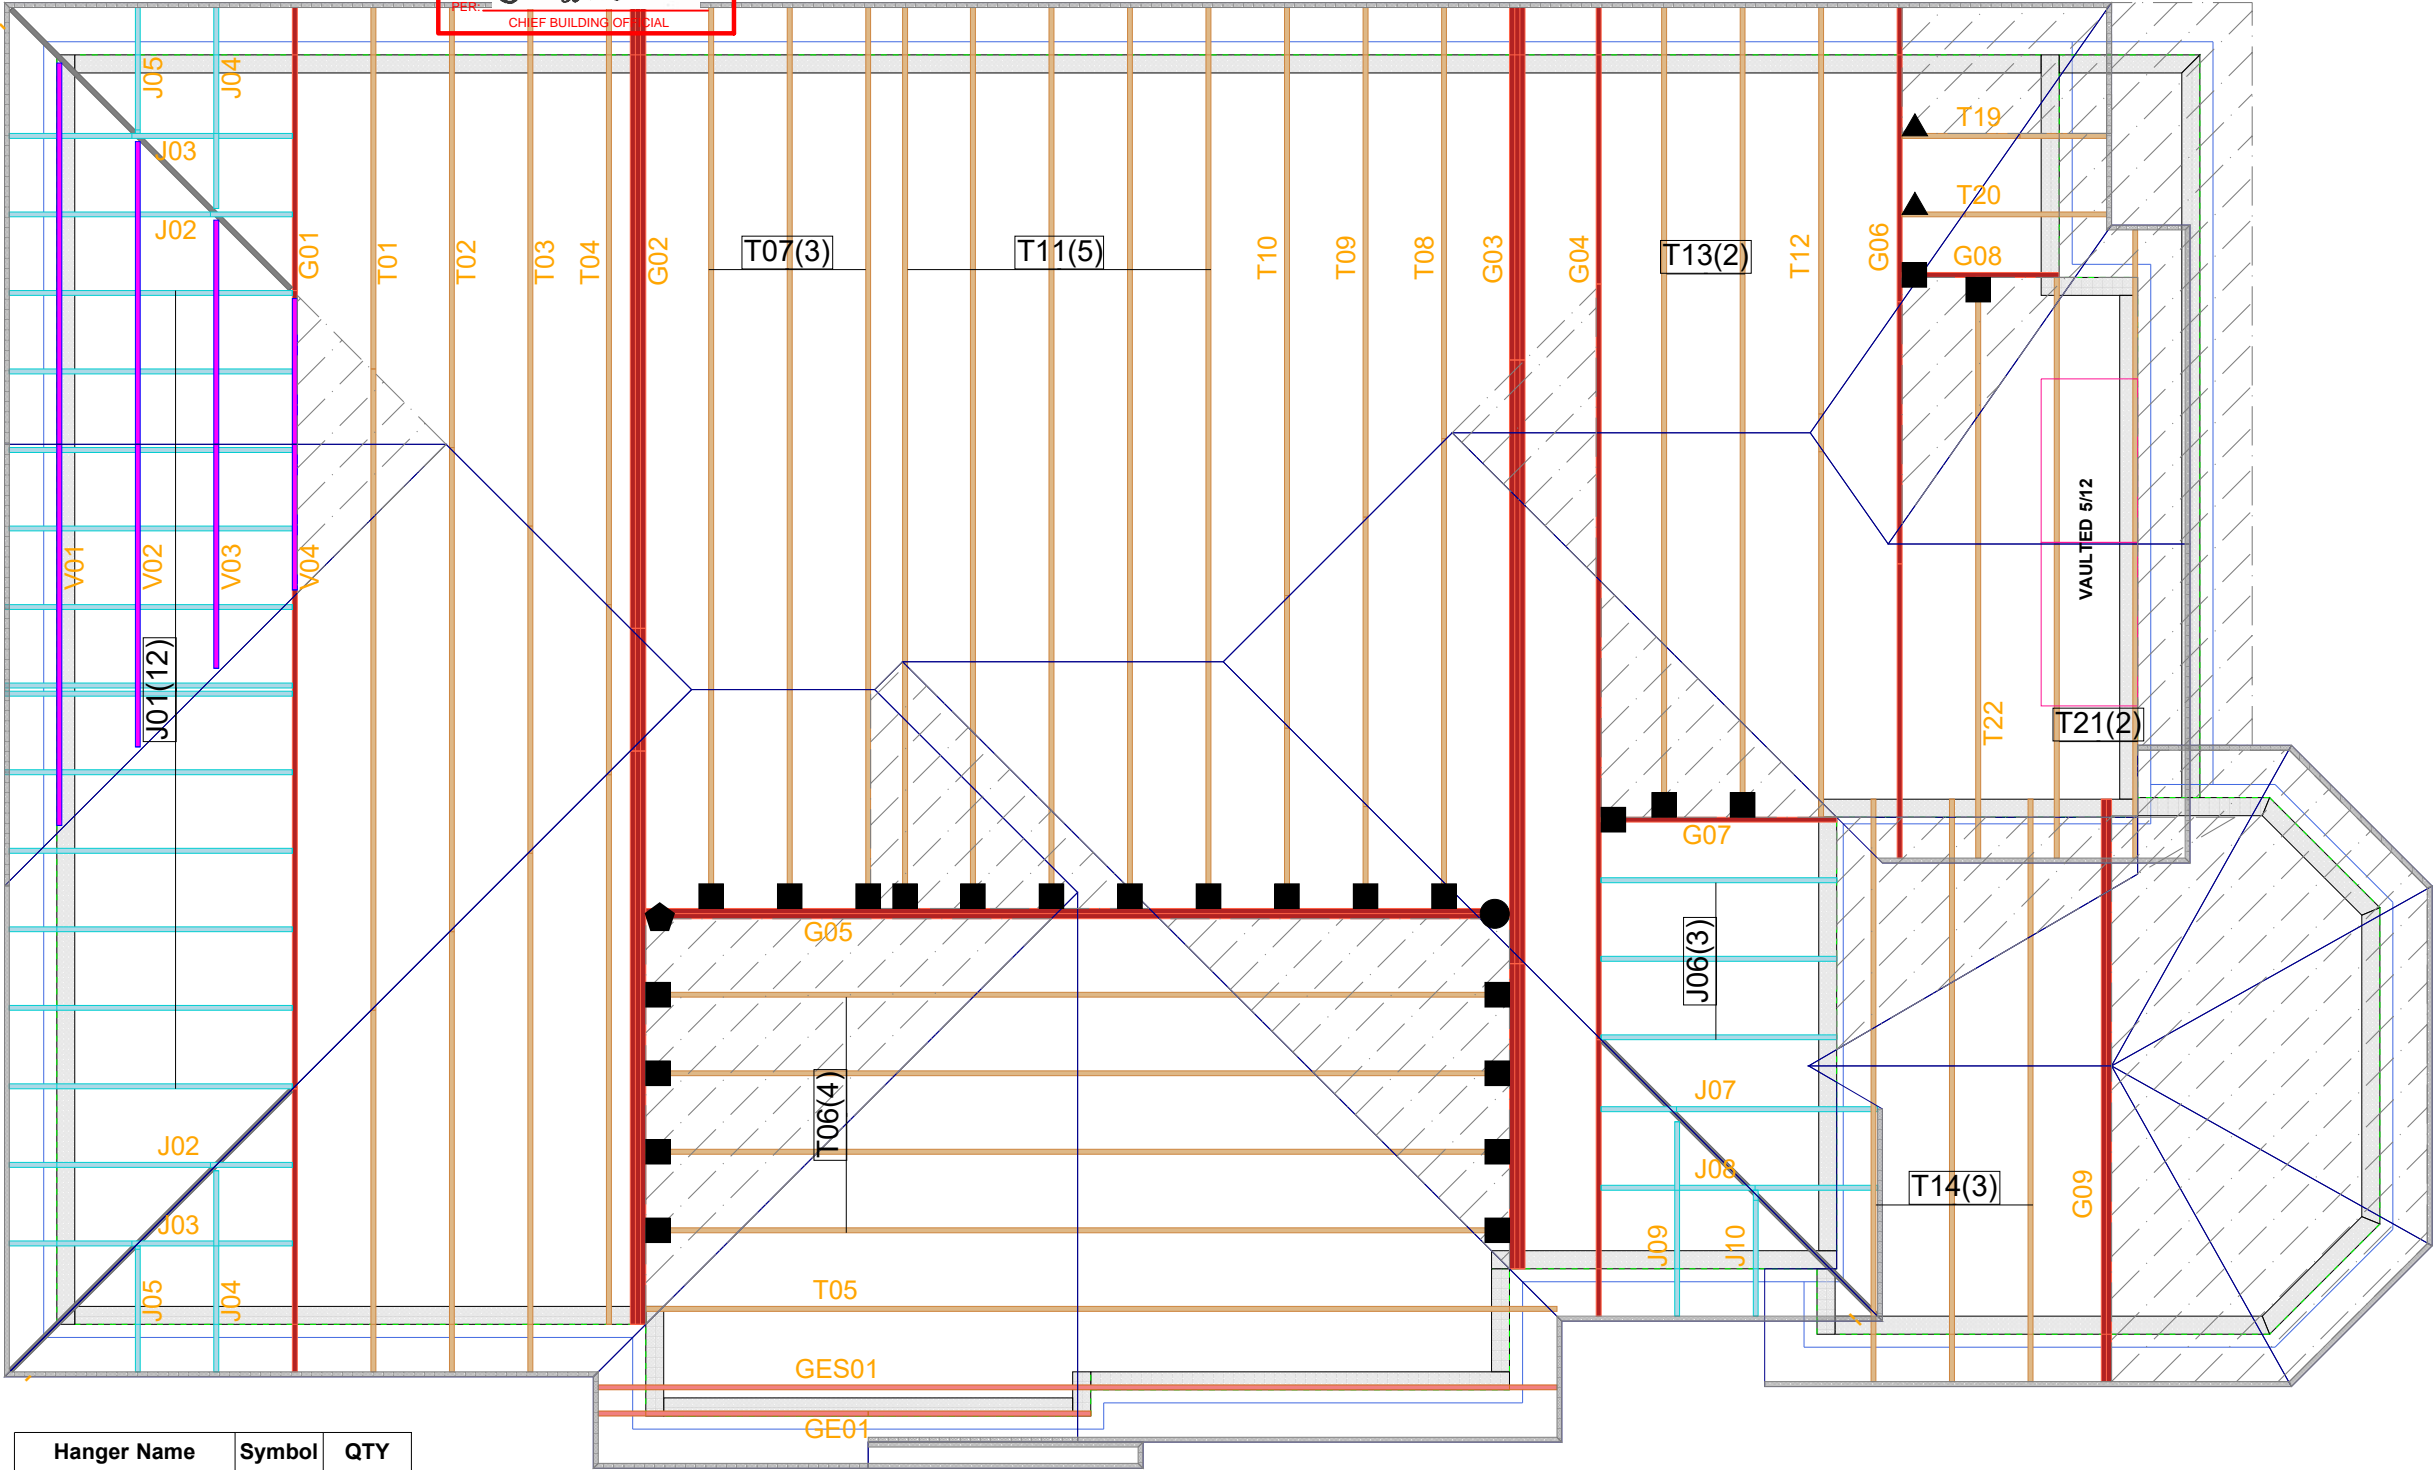 PER:
CHIEF BUILDING OFFICIAL
J05
J04
J03
J02
G01
T01
T02
T03
T04
G02
T07(3)
T11(5)
T10
T09
T08
G03
G04
T13(2)
T12
G06
T19
T20
G08
V01
V02
V03
V04
J01(12)
VAULTED 5/12
T22
T21(2)
G07
G05
J06(3)
T06(4)
J07
J08
J09
J10
T14(3)
G09
J02
J03
J05
J04
T05
GES01
GE01
Hanger Name Symbol QTY